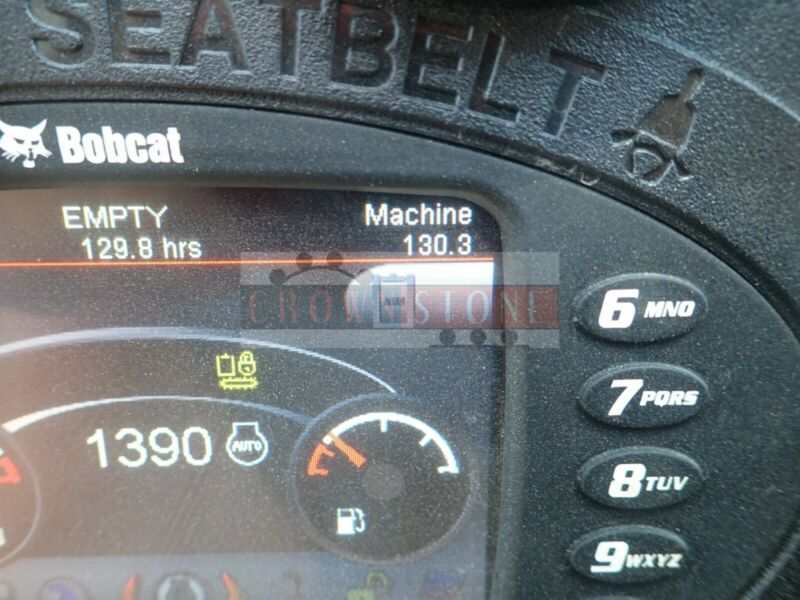 SEATBELT
Bobcat
EMPTY Machine
129.8 hrs 130.3
CROWNSTONE
6 MNO
7 PQRS
1390 AUTO
8 TUV
9 WXYZ